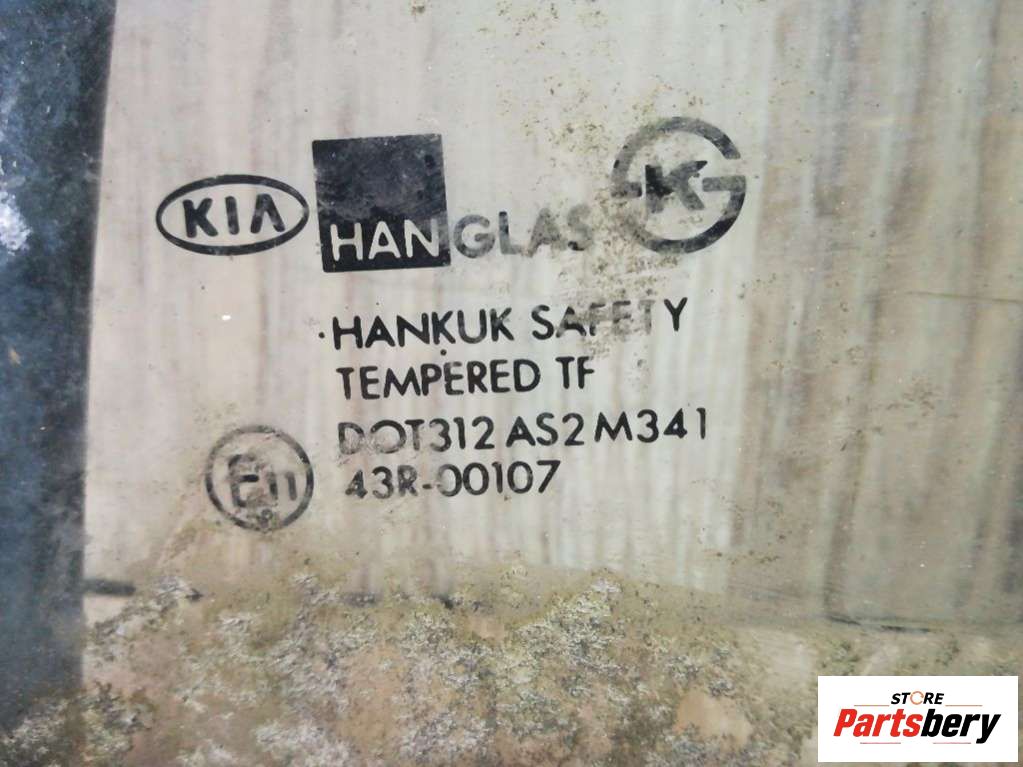 KIA HANGLAS K
HANKUK SAFETY
TEMPERED TF
DOT312 AS2 M341
E11 43R-00107
STORE
Partsbery